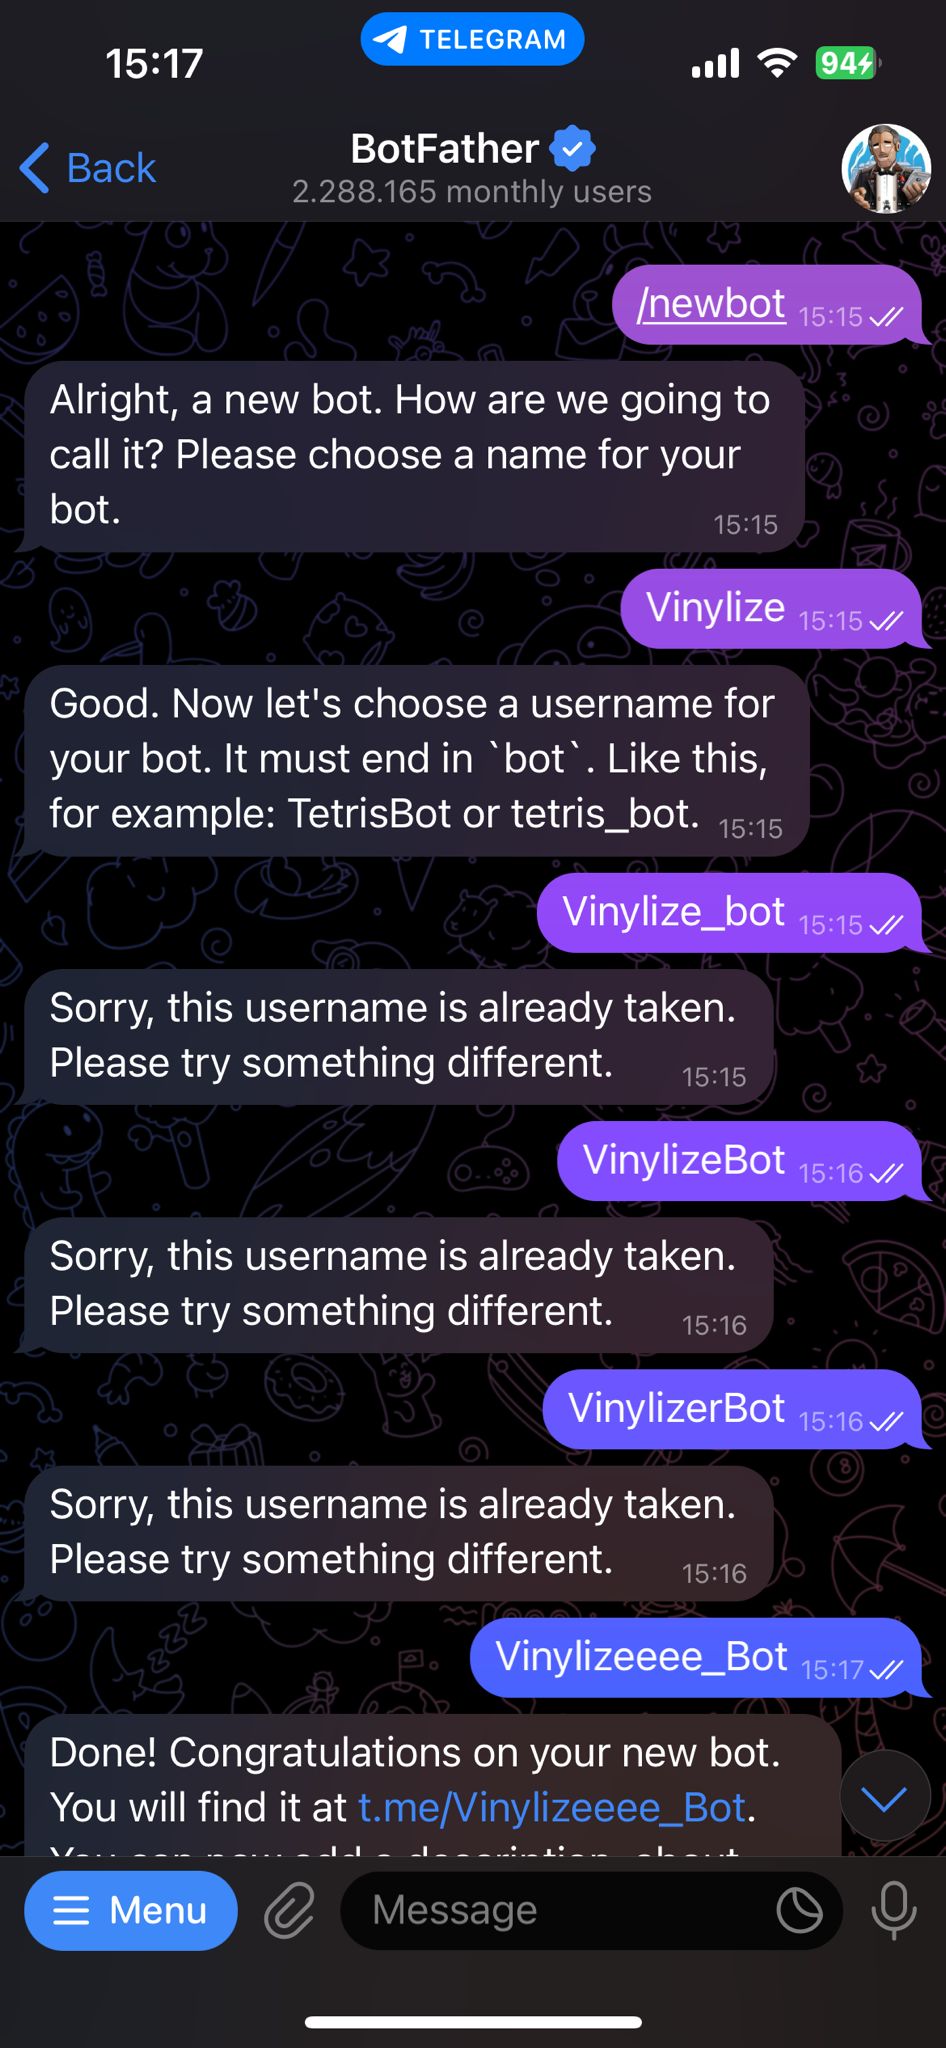 15:17
TELEGRAM
94
Back
BotFather
2.288.165 monthly users
/newbot 15:15
Alright, a new bot. How are we going to
call it? Please choose a name for your
bot.
15:15
Vinylize 15:15
Good. Now let's choose a username for
your bot. It must end in `bot`. Like this,
for example: TetrisBot or tetris_bot. 15:15
Vinylize_bot 15:15
Sorry, this username is already taken.
Please try something different. 15:15
VinylizeBot 15:16
Sorry, this username is already taken.
Please try something different. 15:16
VinylizerBot 15:16
Sorry, this username is already taken.
Please try something different. 15:16
Vinylizeeee_Bot 15:17
Done! Congratulations on your new bot.
You will find it at t.me/Vinylizeeee_Bot.
You can now add a description, about
Menu
Message